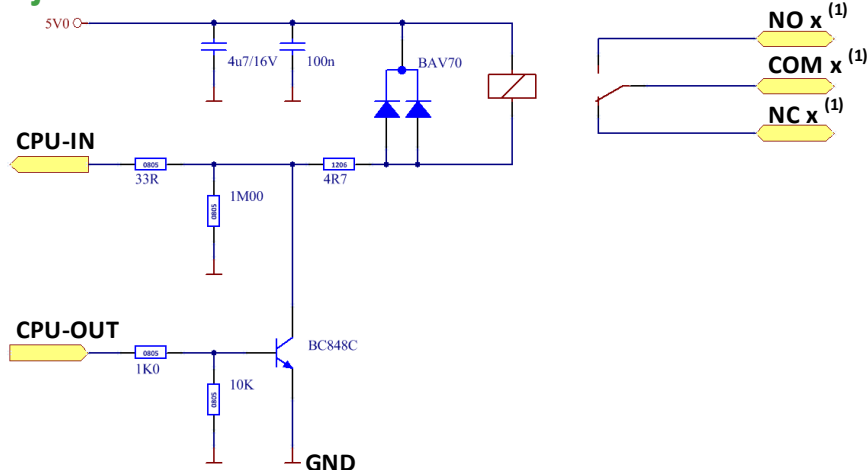 5V0
4u7/16V
100n
BAV70
NO x (1)
COM x (1)
NC x (1)
CPU-IN
0805
33R
1206
4R7
1M00
0805
CPU-OUT
0805
1K0
BC848C
10K
0805
GND